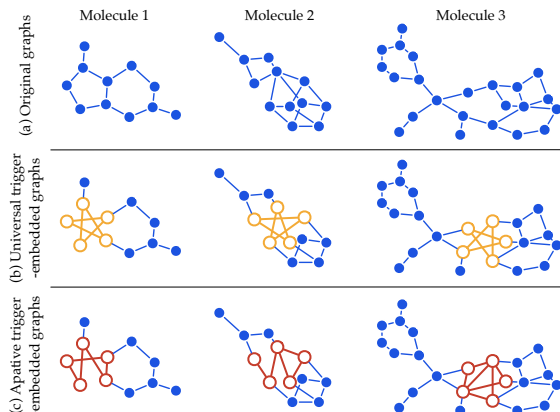 Molecule 1 Molecule 2 Molecule 3
(a) Original graphs
(b) Universal trigger
-embedded graphs
(c) Apative trigger
embedded graphs